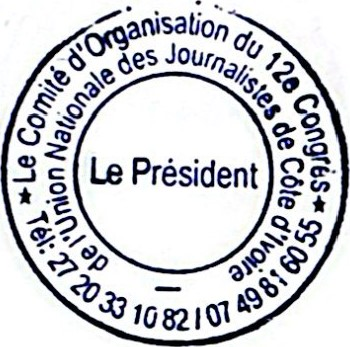 ★ Le Comité d'Organisation du 12e Congrès ★
de l'Union Nationale des Journalistes de Côte d'Ivoire
Le Président
Tél: 27 20 33 10 82 / 07 49 81 60 55